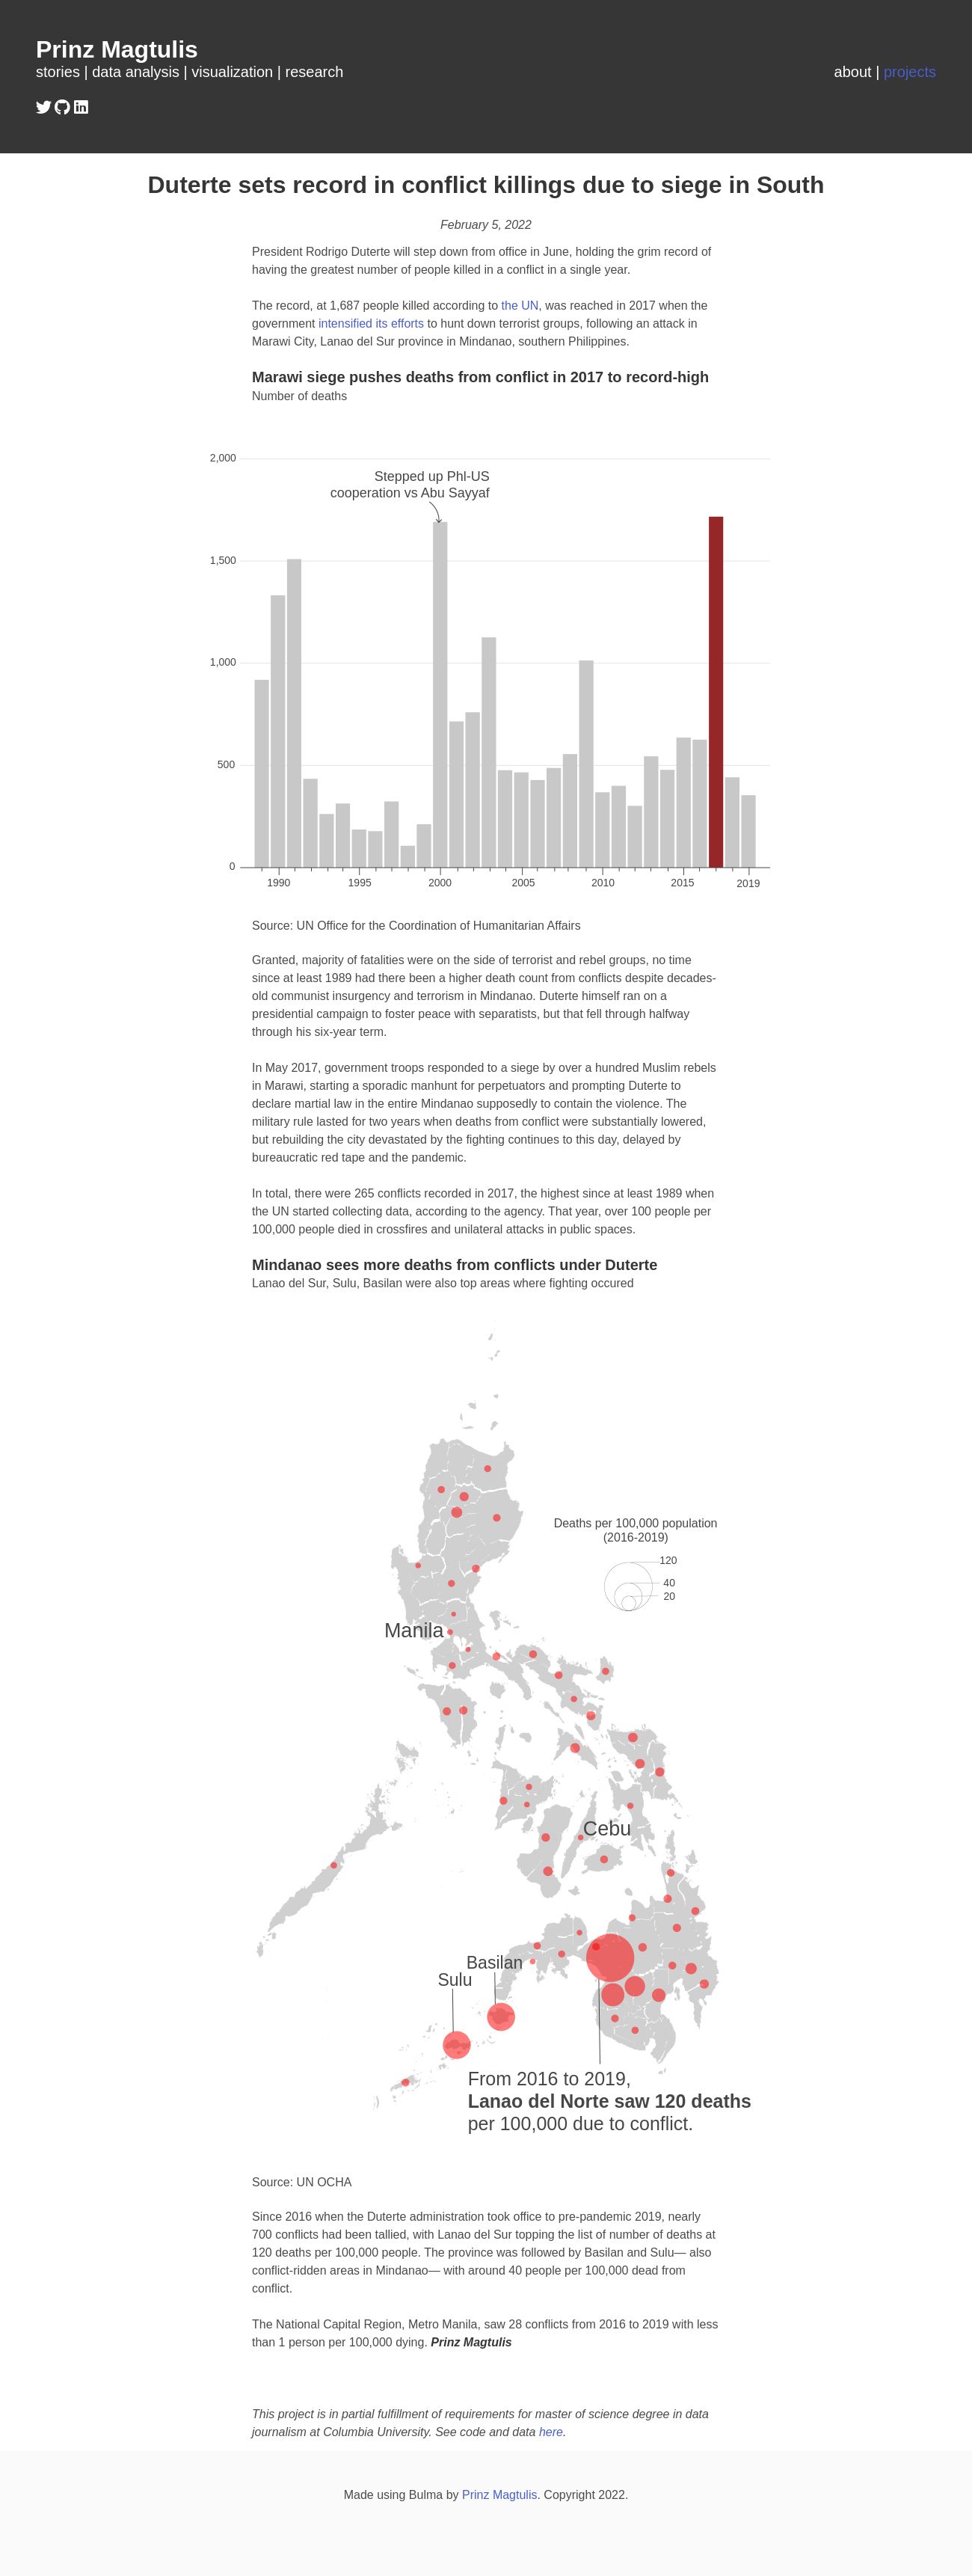 Prinz Magtulis
stories | data analysis | visualization | research
about | projects
Duterte sets record in conflict killings due to siege in South
February 5, 2022
President Rodrigo Duterte will step down from office in June, holding the grim record of
having the greatest number of people killed in a conflict in a single year.
The record, at 1,687 people killed according to the UN, was reached in 2017 when the
government intensified its efforts to hunt down terrorist groups, following an attack in
Marawi City, Lanao del Sur province in Mindanao, southern Philippines.
Marawi siege pushes deaths from conflict in 2017 to record-high
Number of deaths
2,000
Stepped up Phl-US
cooperation vs Abu Sayyaf
1,500
1,000
500
0
1990 1995 2000 2005 2010 2015 2019
Source: UN Office for the Coordination of Humanitarian Affairs
Granted, majority of fatalities were on the side of terrorist and rebel groups, no time
since at least 1989 had there been a higher death count from conflicts despite decades-
old communist insurgency and terrorism in Mindanao. Duterte himself ran on a
presidential campaign to foster peace with separatists, but that fell through halfway
through his six-year term.
In May 2017, government troops responded to a siege by over a hundred Muslim rebels
in Marawi, starting a sporadic manhunt for perpetuators and prompting Duterte to
declare martial law in the entire Mindanao supposedly to contain the violence. The
military rule lasted for two years when deaths from conflict were substantially lowered,
but rebuilding the city devastated by the fighting continues to this day, delayed by
bureaucratic red tape and the pandemic.
In total, there were 265 conflicts recorded in 2017, the highest since at least 1989 when
the UN started collecting data, according to the agency. That year, over 100 people per
100,000 people died in crossfires and unilateral attacks in public spaces.
Mindanao sees more deaths from conflicts under Duterte
Lanao del Sur, Sulu, Basilan were also top areas where fighting occured
Deaths per 100,000 population
(2016-2019)
120
40
20
Manila
Cebu
Basilan
Sulu
From 2016 to 2019,
Lanao del Norte saw 120 deaths
per 100,000 due to conflict.
Source: UN OCHA
Since 2016 when the Duterte administration took office to pre-pandemic 2019, nearly
700 conflicts had been tallied, with Lanao del Sur topping the list of number of deaths at
120 deaths per 100,000 people. The province was followed by Basilan and Sulu— also
conflict-ridden areas in Mindanao— with around 40 people per 100,000 dead from
conflict.
The National Capital Region, Metro Manila, saw 28 conflicts from 2016 to 2019 with less
than 1 person per 100,000 dying. Prinz Magtulis
This project is in partial fulfillment of requirements for master of science degree in data
journalism at Columbia University. See code and data here.
Made using Bulma by Prinz Magtulis. Copyright 2022.